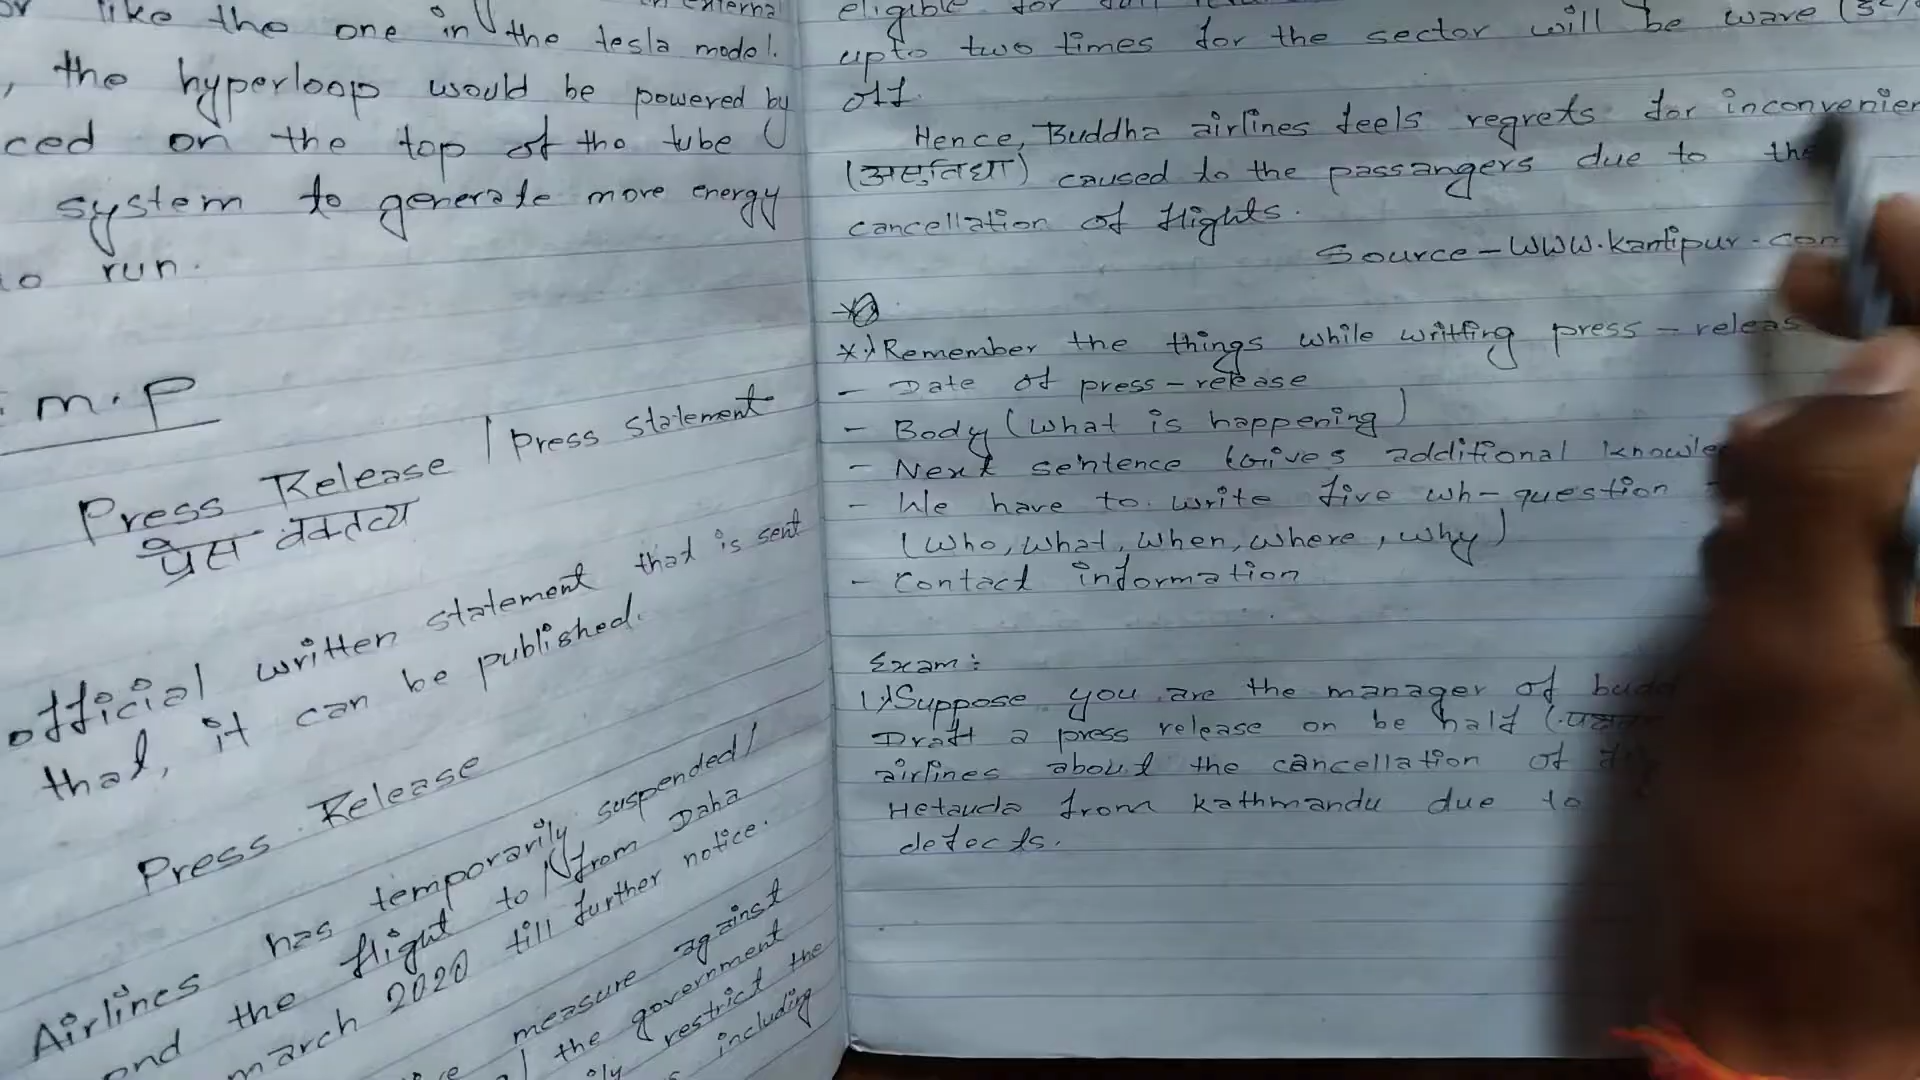 like the one in the tesla model.
, the hyperloop would be powered by
ced on the top of the tube
system to generate more energy
to run.
m.p
Press Release / Press statement
प्रेस वक्तव्य
official written statement that is sent
that, it can be published.
Press Release
Airlines has temporarily suspended/
and the flight to / from Daha
march 2020 till further notice.
measure against
the government
restrict the
including
eligible for full
upto two times for the sector will be wave
off.
Hence, Buddha airlines feels regrets for inconvenien
(असुविधा) caused to the passangers due to the
cancellation of flights.
Source-www.kantipur.com
*) Remember the things while writting press-releas
- Date of press-release
- Body (what is happening)
- Next sentence (Gives additional knowle
- We have to write five wh-question
(who, what, when, where, why)
- Contact information
Exam:
1) Suppose you are the manager of budd
Draft a press release on be half
airlines about the cancellation of
Hetauda from kathmandu due to
defects.